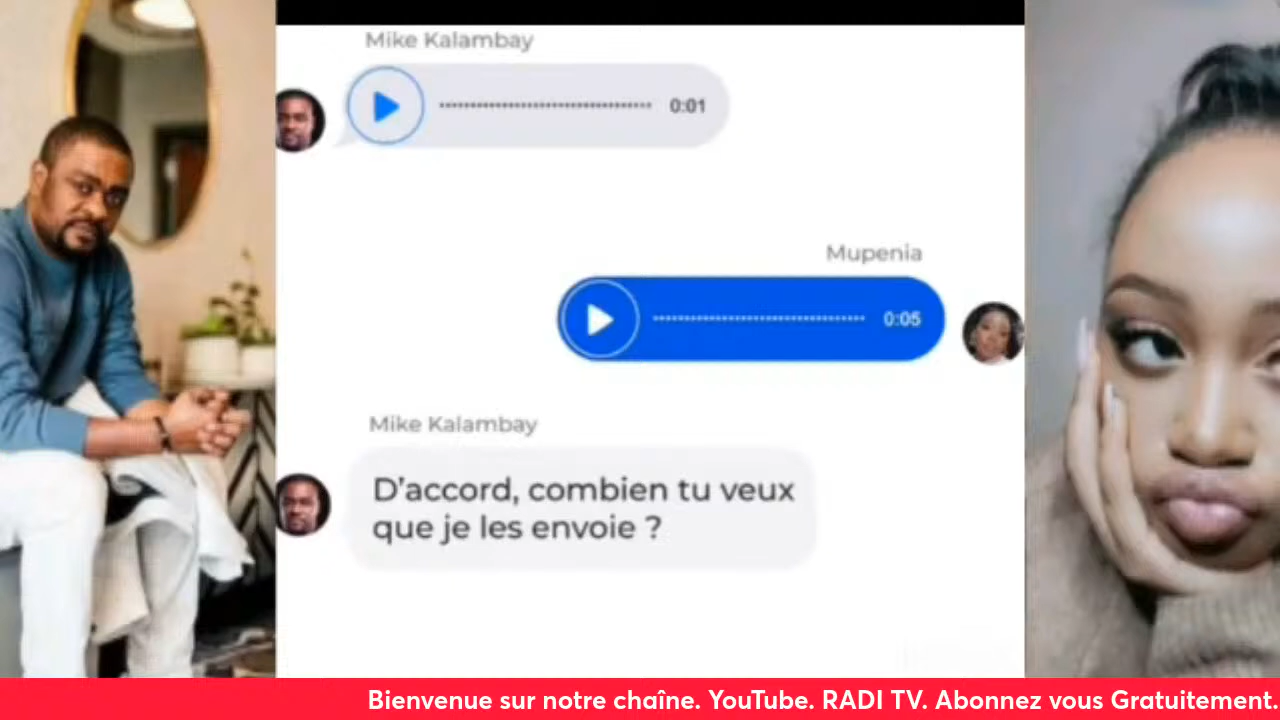 Mike Kalambay
0:01
Mupenia
0:05
Mike Kalambay
D'accord, combien tu veux
que je les envoie ?
Bienvenue sur notre chaîne. YouTube. RADI TV. Abonnez vous Gratuitement.